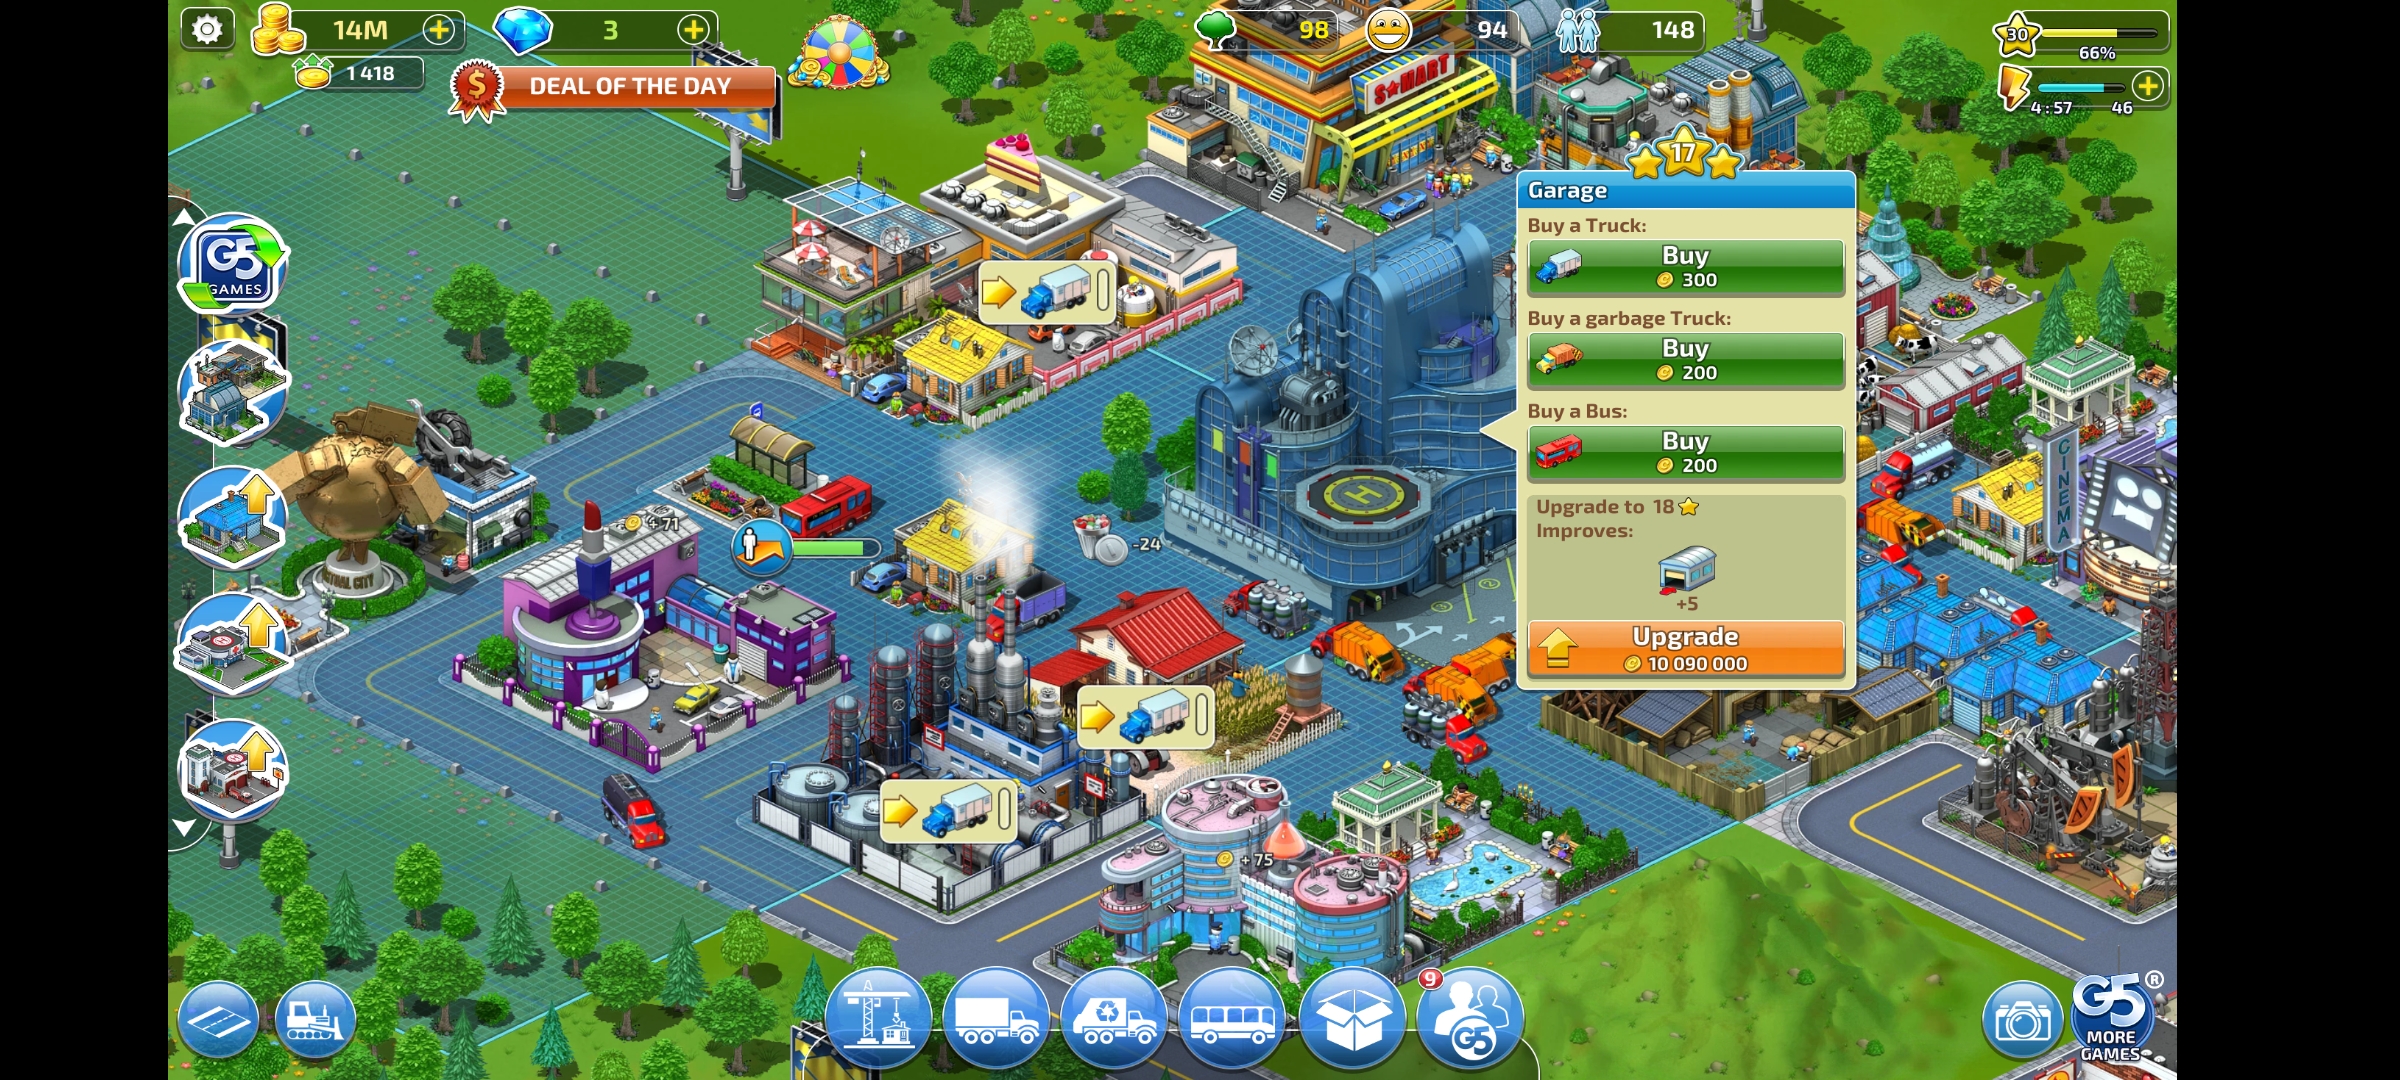 14M
3
98
94
148
30
66%
1 418
DEAL OF THE DAY
S★MART
4:57
46
17
Garage
Buy a Truck:
Buy
300
Buy a garbage Truck:
Buy
200
Buy a Bus:
Buy
200
Upgrade to 18
Improves:
+5
Upgrade
10 090 000
G5
GAMES
CINEMA
H
+71
-24
+75
9
G5
G5 ®
MORE
GAMES